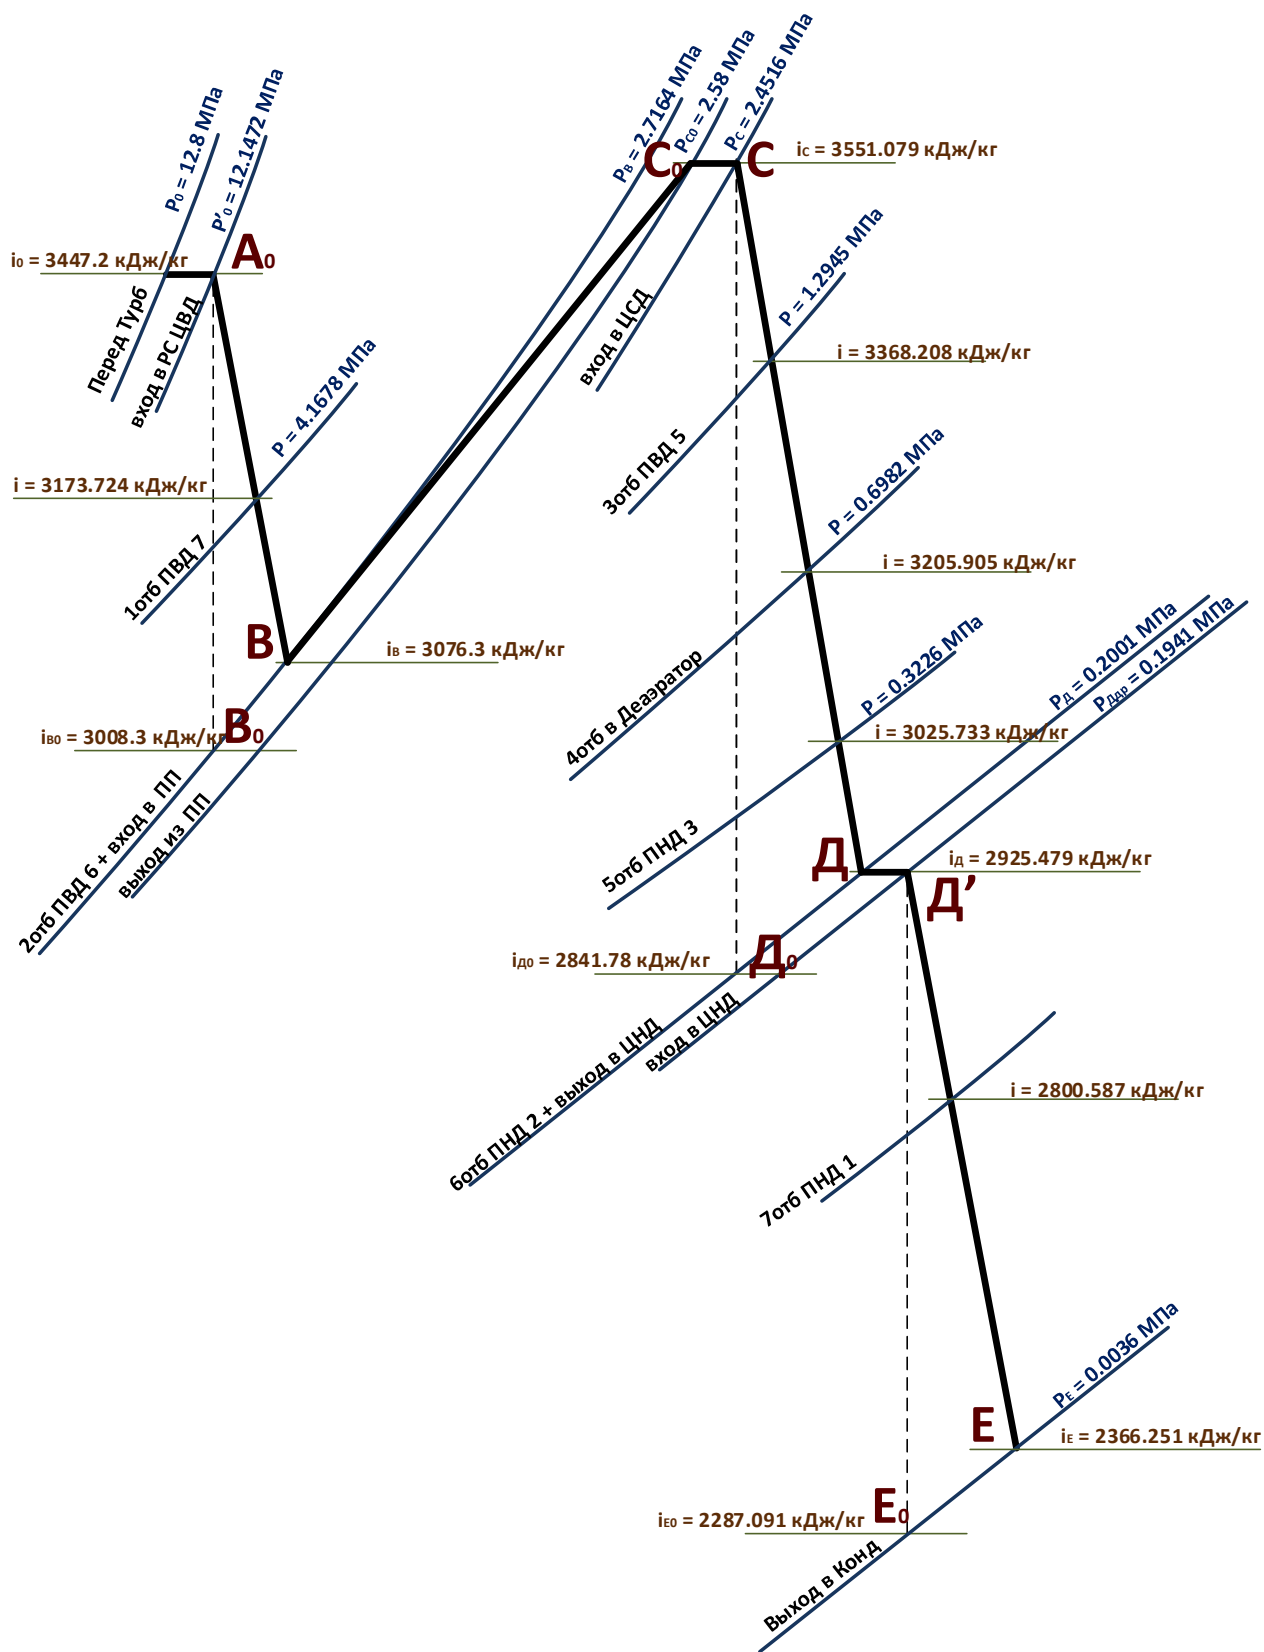 P₀ = 12.8 МПа
P'₀ = 12.1472 МПа
i₀ = 3447.2 кДж/кг
А₀
Перед Турб
вход в РС ЦВД
P = 4.1678 МПа
i = 3173.724 кДж/кг
1отб ПВД 7
В
iв = 3076.3 кДж/кг
iв0 = 3008.3 кДж/кг
В₀
2отб ПВД 6 + вход в ПП
выход из ПП
Pв = 2.7164 МПа
Pс0 = 2.58 МПа
Pс = 2.4516 МПа
С₀
С
iс = 3551.079 кДж/кг
вход в ЦСД
P = 1.2945 МПа
i = 3368.208 кДж/кг
3отб ПВД 5
P = 0.6982 МПа
i = 3205.905 кДж/кг
4отб в Деаэратор
P = 0.3226 МПа
i = 3025.733 кДж/кг
5отб ПНД 3
PД = 0.2001 МПа
PДдр = 0.1941 МПа
Д
iд = 2925.479 кДж/кг
Д’
iд0 = 2841.78 кДж/кг
Д₀
6отб ПНД 2 + выход в ЦНД
вход в ЦНД
i = 2800.587 кДж/кг
7отб ПНД 1
PЕ = 0.0036 МПа
Е
iЕ = 2366.251 кДж/кг
iЕ0 = 2287.091 кДж/кг
Е₀
Выход в Конд